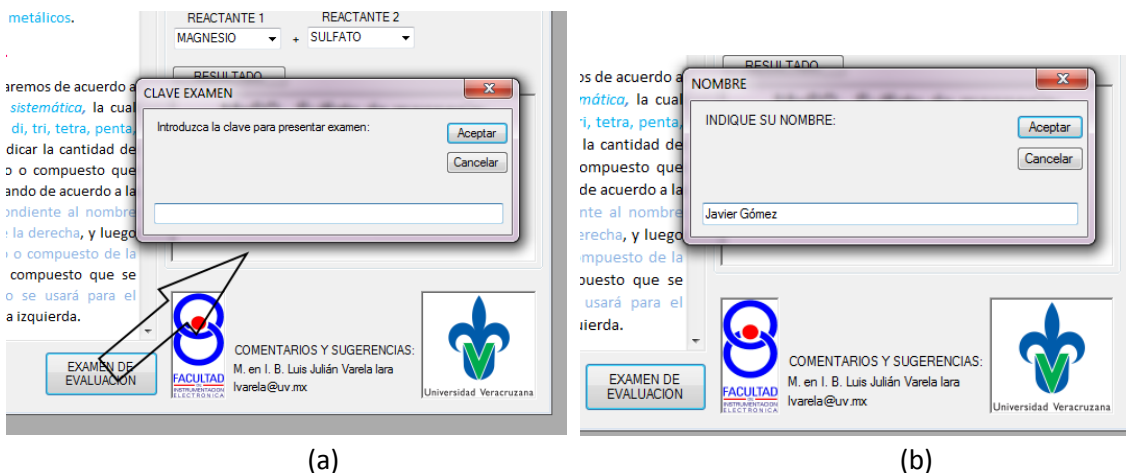 metálicos.
REACTANTE 1 REACTANTE 2
MAGNESIO + SULFATO
RESULTADO
aremos de acuerdo a
sistemática, la cual
di, tri, tetra, penta,
dicar la cantidad de
o o compuesto que
ando de acuerdo a la
ondiente al nombre
la derecha, y luego
o compuesto de la
compuesto que se
o se usará para el
a izquierda.
CLAVE EXAMEN
Introduzca la clave para presentar examen:
Aceptar
Cancelar
EXAMEN DE
EVALUACION
FACULTAD
DE
INSTRUMENTACION
ELECTRONICA
COMENTARIOS Y SUGERENCIAS:
M. en I. B. Luis Julián Varela lara
lvarela@uv.mx
Universidad Veracruzana
(a)
RESULTADO
os de acuerdo a
mática, la cual
ri, tetra, penta,
la cantidad de
ompuesto que
de acuerdo a la
nte al nombre
erecha, y luego
mpuesto de la
puesto que se
usará para el
uierda.
NOMBRE
INDIQUE SU NOMBRE:
Aceptar
Cancelar
Javier Gómez
EXAMEN DE
EVALUACION
FACULTAD
DE
INSTRUMENTACION
ELECTRONICA
COMENTARIOS Y SUGERENCIAS:
M. en I. B. Luis Julián Varela lara
lvarela@uv.mx
Universidad Veracruzana
(b)